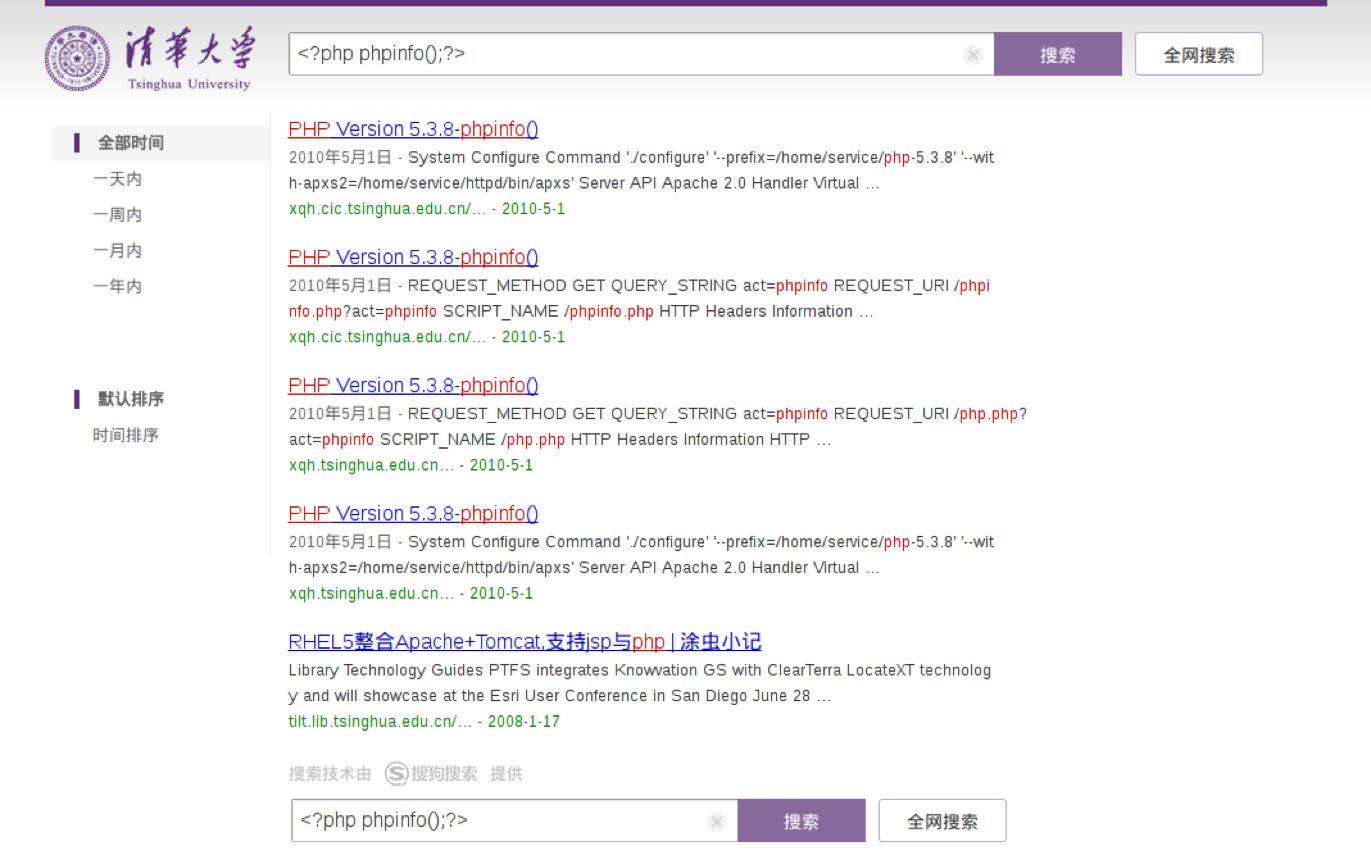 清华大学
Tsinghua University
<?php phpinfo();?>
搜索
全网搜索
全部时间
一天内
一周内
一月内
一年内
默认排序
时间排序
PHP Version 5.3.8-phpinfo()
2010年5月1日 - System Configure Command './configure' '--prefix=/home/service/php-5.3.8' '--wit
h-apxs2=/home/service/httpd/bin/apxs' Server API Apache 2.0 Handler Virtual ...
xqh.cic.tsinghua.edu.cn/... - 2010-5-1
PHP Version 5.3.8-phpinfo()
2010年5月1日 - REQUEST_METHOD GET QUERY_STRING act=phpinfo REQUEST_URI /phpi
nfo.php?act=phpinfo SCRIPT_NAME /phpinfo.php HTTP Headers Information ...
xqh.cic.tsinghua.edu.cn/... - 2010-5-1
PHP Version 5.3.8-phpinfo()
2010年5月1日 - REQUEST_METHOD GET QUERY_STRING act=phpinfo REQUEST_URI /php.php?
act=phpinfo SCRIPT_NAME /php.php HTTP Headers Information HTTP ...
xqh.tsinghua.edu.cn... - 2010-5-1
PHP Version 5.3.8-phpinfo()
2010年5月1日 - System Configure Command './configure' '--prefix=/home/service/php-5.3.8' '--wit
h-apxs2=/home/service/httpd/bin/apxs' Server API Apache 2.0 Handler Virtual ...
xqh.tsinghua.edu.cn... - 2010-5-1
RHEL5整合Apache+Tomcat,支持jsp与php | 涂虫小记
Library Technology Guides PTFS integrates Knowvation GS with ClearTerra LocateXT technolog
y and will showcase at the Esri User Conference in San Diego June 28 ...
tilt.lib.tsinghua.edu.cn/... - 2008-1-17
搜索技术由 S搜狗搜索 提供
<?php phpinfo();?>
搜索
全网搜索